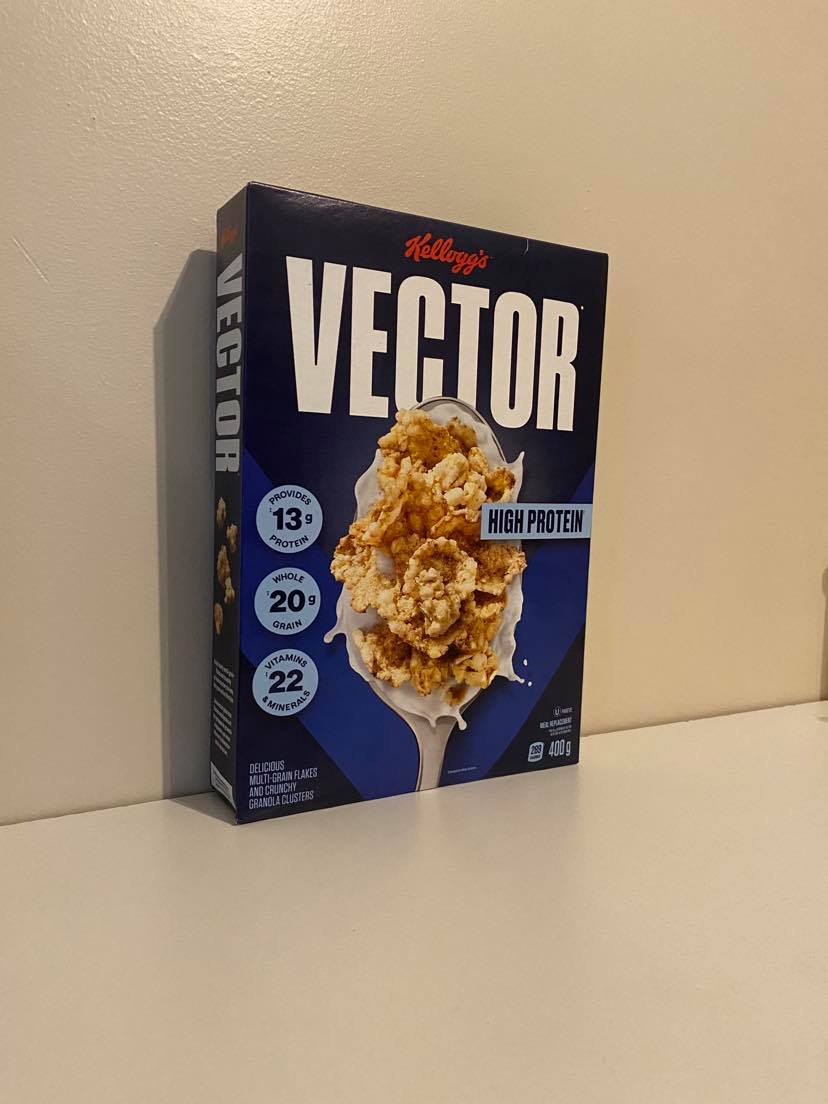 Kellogg's
VECTOR
HIGH PROTEIN
PROVIDES
13g
PROTEIN
WHOLE
20g
GRAIN
VITAMINS
22
& MINERALS
DELICIOUS
MULTI-GRAIN FLAKES
AND CRUNCHY
GRANOLA CLUSTERS
U
MEAL REPLACEMENT
400 g
Kellogg's
VECTOR